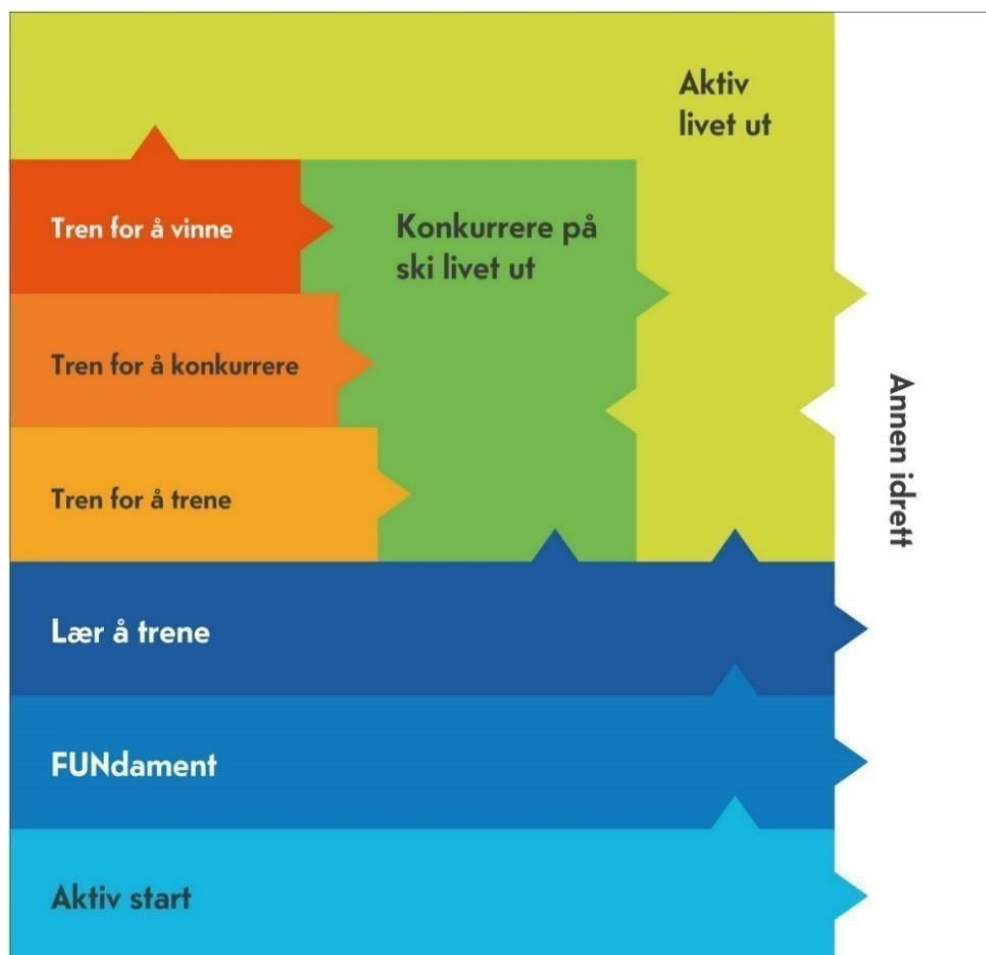 Aktiv
livet ut
Tren for å vinne
Konkurrere på
ski livet ut
Tren for å konkurrere
Annen idrett
Tren for å trene
Lær å trene
FUNdament
Aktiv start